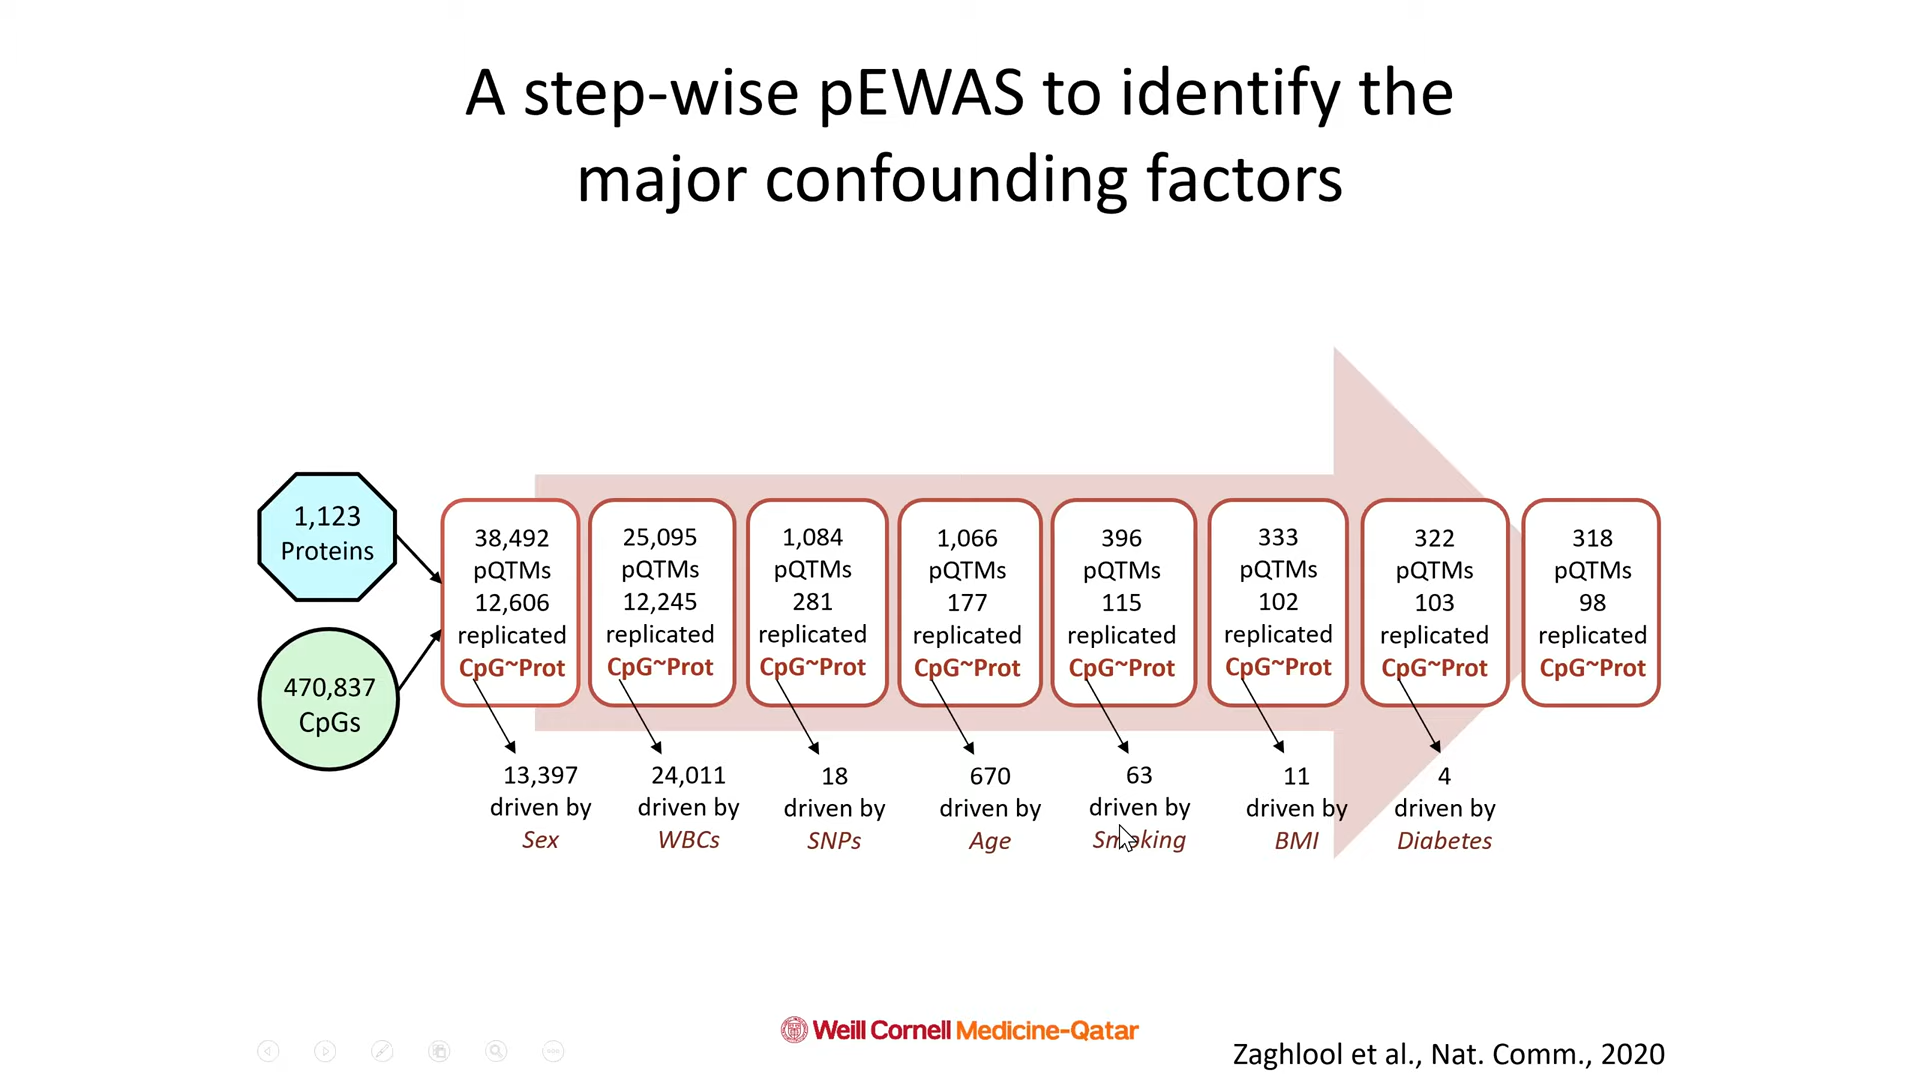 A step-wise pEWAS to identify the
major confounding factors
1,123
Proteins
470,837
CpGs
38,492
pQTMs
12,606
replicated
CpG~Prot
25,095
pQTMs
12,245
replicated
CpG~Prot
1,084
pQTMs
281
replicated
CpG~Prot
1,066
pQTMs
177
replicated
CpG~Prot
396
pQTMs
115
replicated
CpG~Prot
333
pQTMs
102
replicated
CpG~Prot
322
pQTMs
103
replicated
CpG~Prot
318
pQTMs
98
replicated
CpG~Prot
13,397
driven by
Sex
24,011
driven by
WBCs
18
driven by
SNPs
670
driven by
Age
63
driven by
Smoking
11
driven by
BMI
4
driven by
Diabetes
Weill Cornell Medicine-Qatar
Zaghlool et al., Nat. Comm., 2020